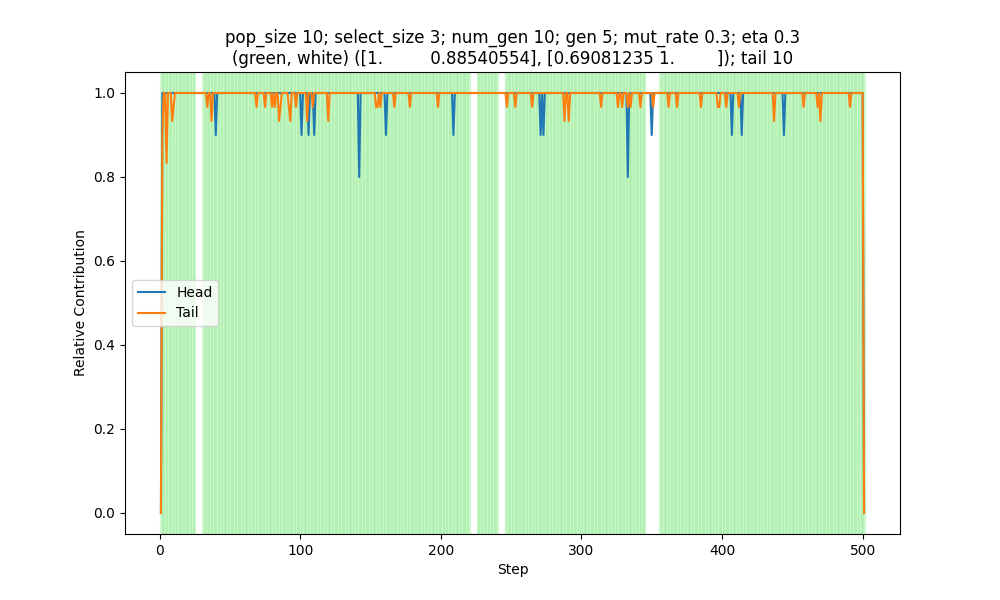 pop_size 10; select_size 3; num_gen 10; gen 5; mut_rate 0.3; eta 0.3
(green, white) ([1.         0.88540554], [0.69081235 1.        ]); tail 10
1.0
0.8
0.6
0.4
0.2
0.0
Relative Contribution
Head
Tail
0 100 200 300 400 500
Step